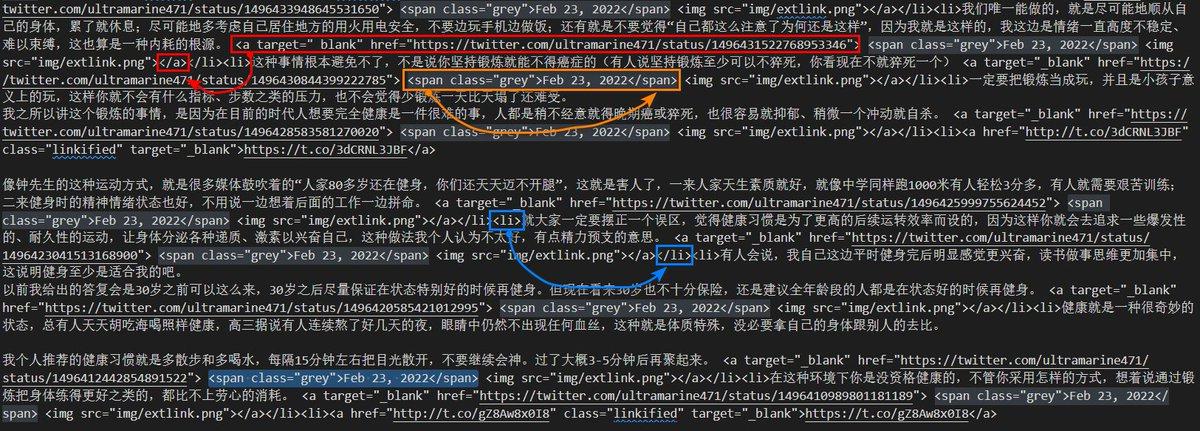 twitter.com/ultramarine471/status/1496433948645531650"> <span class="grey">Feb 23, 2022</span> <img src="img/extlink.png"></a></li><li>我们唯一能做的，就是尽可能地顺从自
己的身体，累了就休息；尽可能地多考虑自己居住地方的用火用电安全，不要边玩手机边做饭；还有就是不要觉得“自己都这么注意了为何还是这样”，因为我就是这样的，我这边是情绪一直高度不稳定、
难以束缚，这也算是一种内耗的根源。 <a target="_blank" href="https://twitter.com/ultramarine471/status/1496431522768953346"> <span class="grey">Feb 23, 2022</span> <img
src="img/extlink.png"></a></li><li>这种事情根本避免不了，不是说你坚持锻炼就能不得癌症的（有人说坚持锻炼至少可以不猝死，你看现在不就猝死一个） <a target="_blank" href="https:/
/twitter.com/ultramarine471/status/1496430844399222785"> <span class="grey">Feb 23, 2022</span> <img src="img/extlink.png"></a></li><li>一定要把锻炼当成玩，并且是小孩子意
义上的玩，这样你就不会有什么指标、步数之类的压力，也不会觉得少锻炼一天比天塌了还难受。
我之所以讲这个锻炼的事情，是因为在目前的时代人想要完全健康是一件很难的事，人都是稍不经意就得晚期癌或猝死，也很容易就抑郁、稍微一个冲动就自杀。 <a target="_blank" href="https://
twitter.com/ultramarine471/status/1496428583581270020"> <span class="grey">Feb 23, 2022</span> <img src="img/extlink.png"></a></li><li><a href="http://t.co/3dCRNL3JBF"
class="linkified" target="_blank">https://t.co/3dCRNL3JBF</a>
像钟先生的这种运动方式，就是很多媒体鼓吹着的“人家80多岁还在健身，你们还天天迈不开腿”，这就是害人了，一来人家天生素质就好，就像中学同样跑1000米有人轻松3分多，有人就需要艰苦训练；
二来健身时的精神情绪状态也好，不用说一边想着后面的工作一边拼命。 <a target="_blank" href="https://twitter.com/ultramarine471/status/1496425999755624452"> <span
class="grey">Feb 23, 2022</span> <img src="img/extlink.png"></a></li><li>就大家一定要摆正一个误区，觉得健康习惯是为了更高的后续运转效率而设的，因为这样你就会去追求一些爆发性
的、耐久性的运动，让身体分泌各种递质、激素以兴奋自己，这种做法我个人认为不太好，有点精力预支的意思。 <a target="_blank" href="https://twitter.com/ultramarine471/status/
1496423041513168900"> <span class="grey">Feb 23, 2022</span> <img src="img/extlink.png"></a></li><li>有人会说，我自己这边平时健身完后明显感觉更兴奋，读书做事思维更加集中，
这说明健身至少是适合我的吧。
以前我给出的答复会是30岁之前可以这么来，30岁之后尽量保证在状态特别好的时候再健身。但现在看来30岁也不十分保险，还是建议全年龄段的人都是在状态好的时候再健身。 <a target="_blank"
href="https://twitter.com/ultramarine471/status/1496420585421012995"> <span class="grey">Feb 23, 2022</span> <img src="img/extlink.png"></a></li><li>健康就是一种很奇妙的
状态，总有人天天胡吃海喝照样健康，高三据说有人连续熬了好几天的夜，眼睛中仍然不出现任何血丝，这种就是体质特殊，没必要拿自己的身体跟别人的去比。
我个人推荐的健康习惯就是多散步和多喝水，每隔15分钟左右把目光散开，不要继续会神。过了大概3-5分钟后再聚起来。 <a target="_blank" href="https://twitter.com/ultramarine471/
status/1496412442854891522"> <span class="grey">Feb 23, 2022</span> <img src="img/extlink.png"></a></li><li>在这种环境下你是没资格健康的，不管你采用怎样的方式，想着说通过锻
炼把身体练得更好之类的，都比不上劳心的消耗。 <a target="_blank" href="https://twitter.com/ultramarine471/status/1496410989801181189"> <span class="grey">Feb 23, 2022</
span> <img src="img/extlink.png"></a></li><li><a href="http://t.co/gZ8Aw8x0I8" class="linkified" target="_blank">https://t.co/gZ8Aw8x0I8</a>